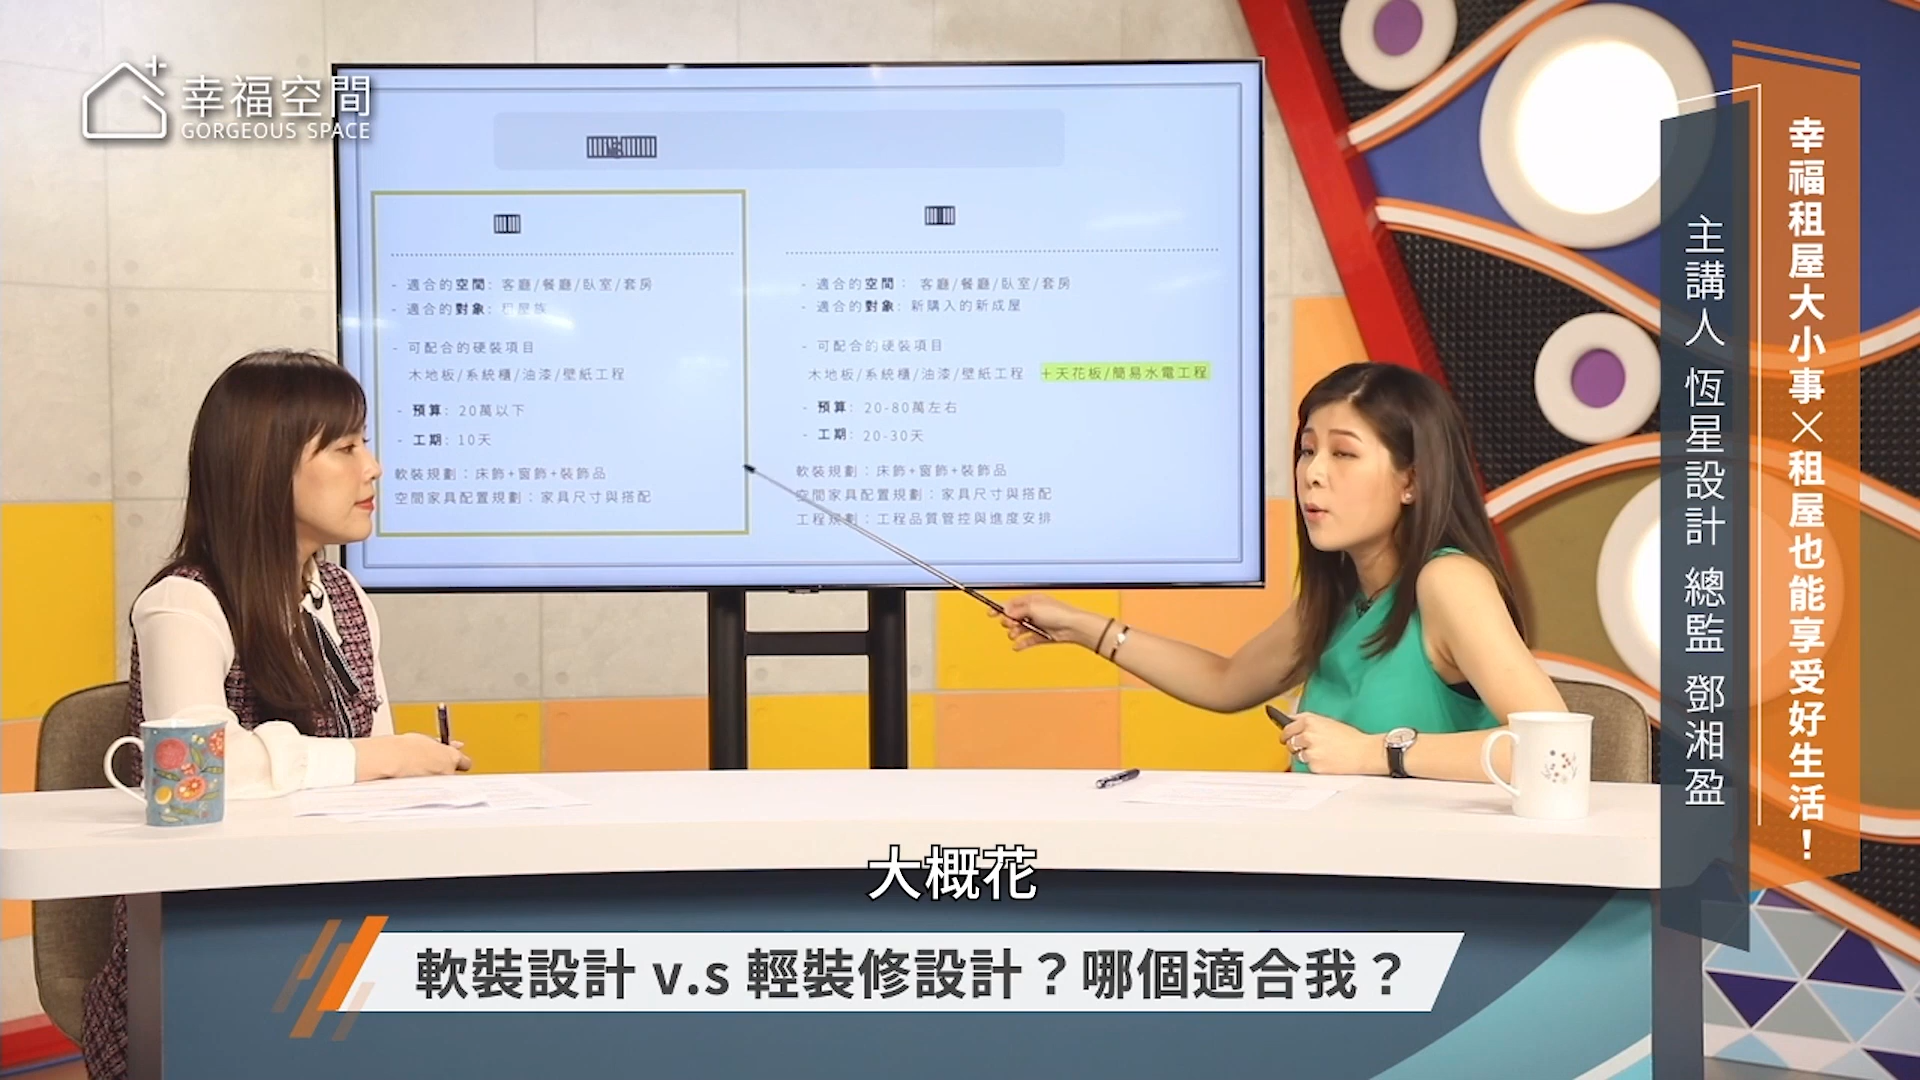 幸福空間
GORGEOUS SPACE
- 適合的空間: 客廳/餐廳/臥室/套房
- 適合的對象: 租屋族
- 可配合的硬裝項目
木地板/系統櫃/油漆/壁紙工程
- 預算: 20萬以下
- 工期: 10天
軟裝規劃：床飾+窗飾+裝飾品
空間家具配置規劃：家具尺寸與搭配
- 適合的空間： 客廳/餐廳/臥室/套房
- 適合的對象: 新購入的新成屋
- 可配合的硬裝項目
木地板/系統櫃/油漆/壁紙工程 +天花板/簡易水電工程
- 預算: 20-80萬左右
- 工期: 20-30天
軟裝規劃：床飾+窗飾+裝飾品
空間家具配置規劃：家具尺寸與搭配
工程規劃：工程品質管控與進度安排
幸福租屋大小事×租屋也能享受好生活！
主講人 恆星設計 總監 鄧湘盈
大概花
軟裝設計 v.s 輕裝修設計？哪個適合我？